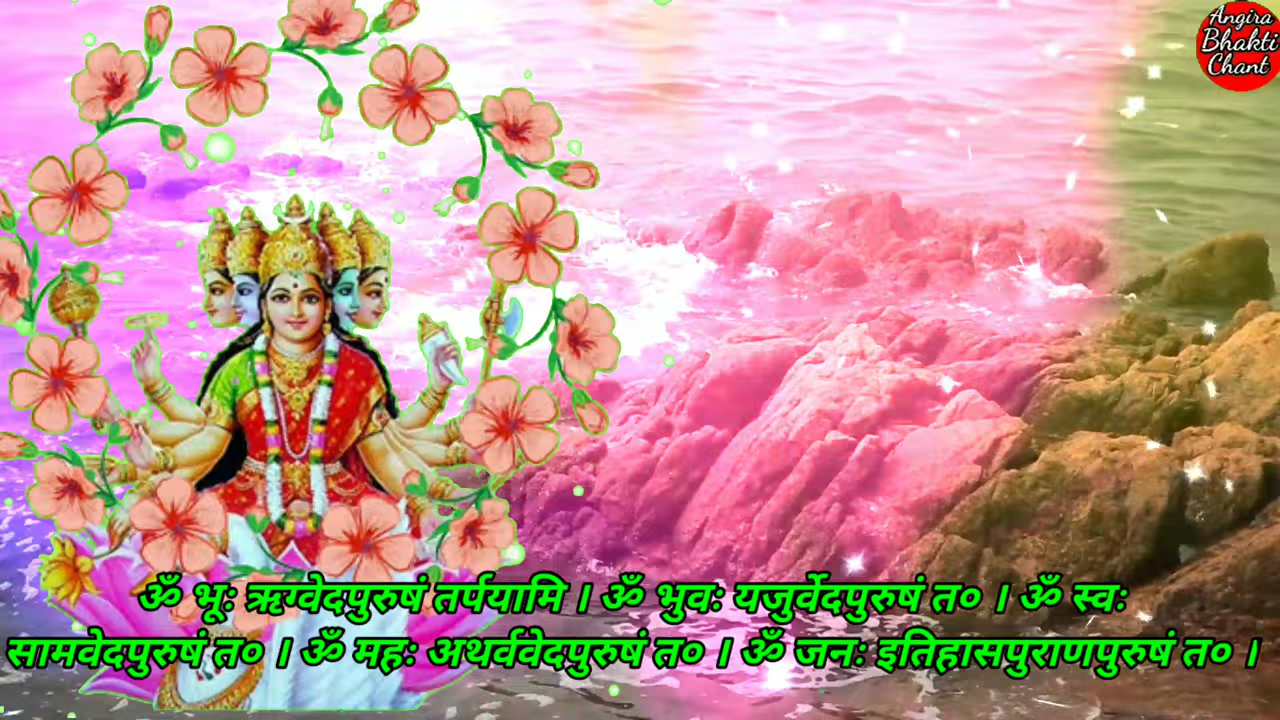 Angira
Bhakti
Chant
ॐ भूः ऋग्वेदपुरुषं तर्पयामि । ॐ भुवः यजुर्वेदपुरुषं त० । ॐ स्वः
सामवेदपुरुषं त० । ॐ महः अथर्ववेदपुरुषं त० । ॐ जनः इतिहासपुराणपुरुषं त० ।